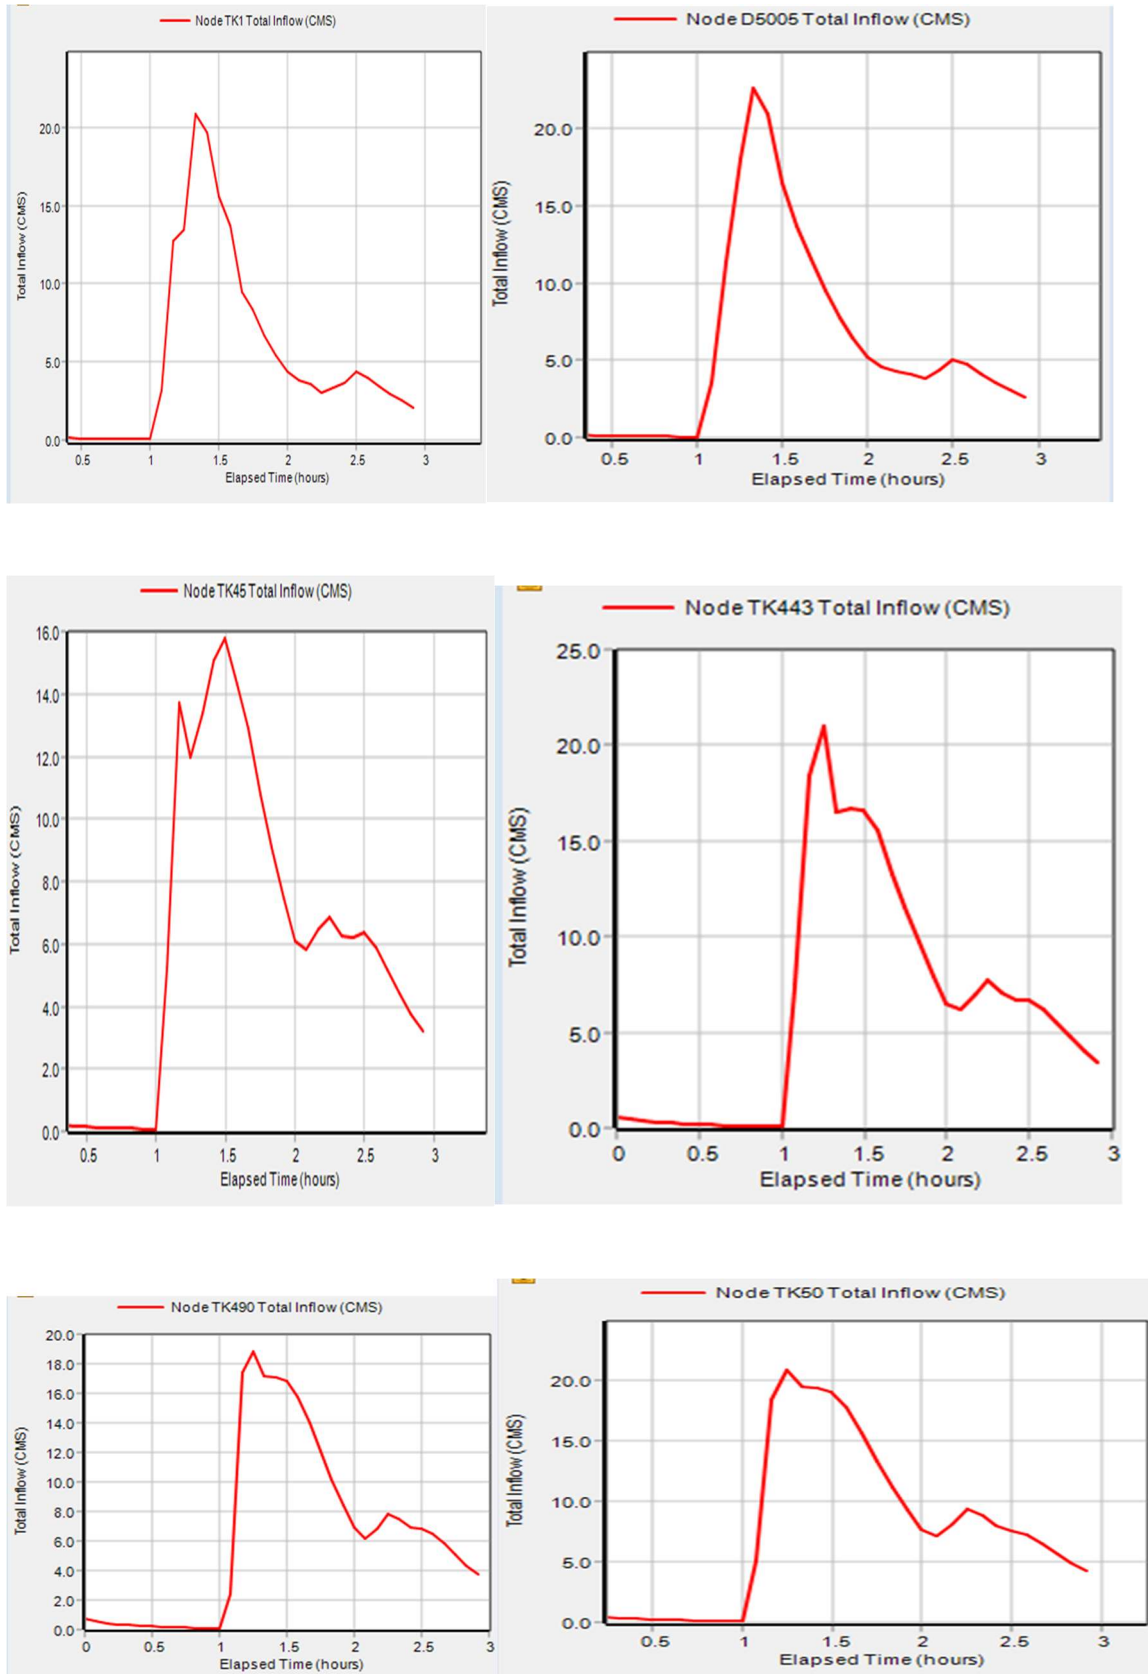 Node TK1 Total Inflow (CMS)
Total Inflow (CMS)
20.0
15.0
10.0
5.0
0.0
0.5 1 1.5 2 2.5 3
Elapsed Time (hours)
Node D5005 Total Inflow (CMS)
Total Inflow (CMS)
20.0
15.0
10.0
5.0
0.0
0.5 1 1.5 2 2.5 3
Elapsed Time (hours)
Node TK45 Total Inflow (CMS)
Total Inflow (CMS)
16.0
14.0
12.0
10.0
8.0
6.0
4.0
2.0
0.0
0.5 1 1.5 2 2.5 3
Elapsed Time (hours)
Node TK443 Total Inflow (CMS)
Total Inflow (CMS)
25.0
20.0
15.0
10.0
5.0
0.0
0 0.5 1 1.5 2 2.5 3
Elapsed Time (hours)
Node TK490 Total Inflow (CMS)
Total Inflow (CMS)
20.0
18.0
16.0
14.0
12.0
10.0
8.0
6.0
4.0
2.0
0.0
0 0.5 1 1.5 2 2.5 3
Elapsed Time (hours)
Node TK50 Total Inflow (CMS)
Total Inflow (CMS)
20.0
15.0
10.0
5.0
0.0
0.5 1 1.5 2 2.5 3
Elapsed Time (hours)